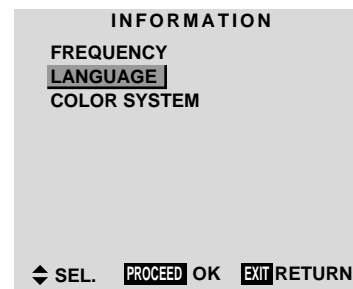 INFORMATION
FREQUENCY
LANGUAGE
COLOR SYSTEM
SEL. PROCEED OK EXIT RETURN